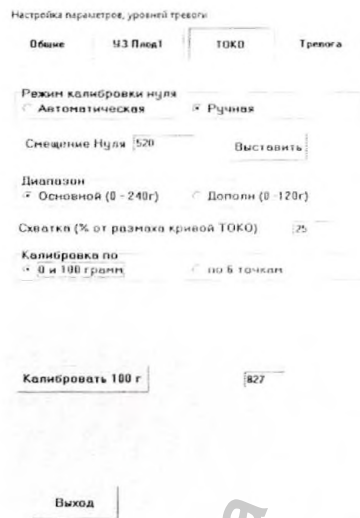 Настройка параметров, уровней тревоги
Общие УЗ Плод1 ТОКО Тревога
Режим калибровки нуля
Автоматическая Ручная
Смещение Нуля 520 Выставить
Диапазон
Основной (0 - 240г) Дополн (0 -120г)
Схватка (% от размаха кривой ТОКО) 25
Калибровка по
0 и 100 грамм по 6 точкам
Калибровать 100 г 827
Выход